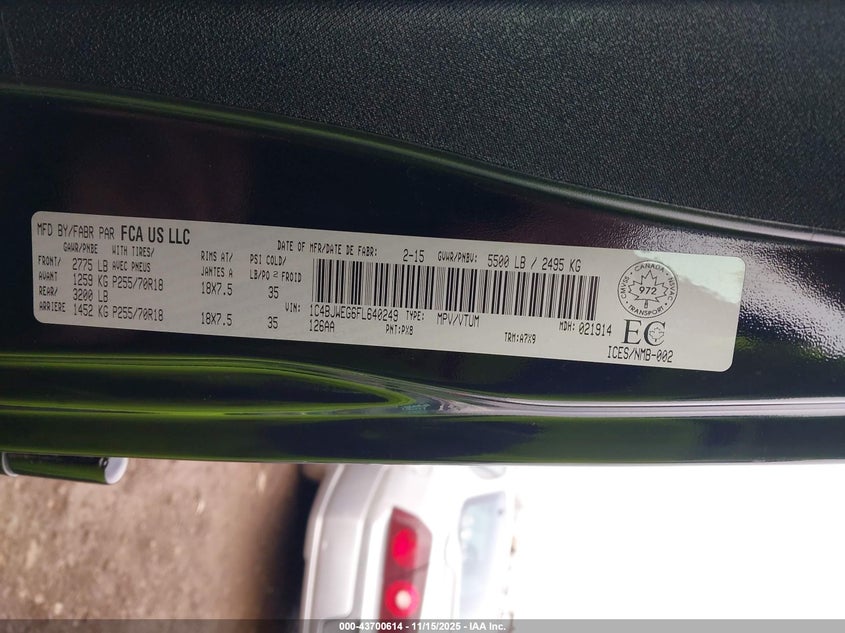 MFD BY/FABR PAR FCA US LLC
DATE OF MFR/DATE DE FABR: 2-15 GVWR/PNBV: 5500 LB / 2495 KG
GAWR/PNBE WITH TIRES/ RIMS AT/ PSI COLD/
FRONT/ 2775 LB AVEC PNEUS JANTES A LB/PO 2 FROID
AVANT 1259 KG P255/70R18 18X7.5 35
REAR/ 3200 LB
ARRIERE 1452 KG P255/70R18 18X7.5 35
VIN: 1C4BJWEG6FL640249 TYPE: MPV/VTUM MDH: 021914
126AA PNT: PX8 TRM: A7X9
CMVSS CANADA NSVAC
972
8
TRANSPORT
EC
ICES/NMB-002
000-43700614 - 11/15/2025 - IAA Inc.